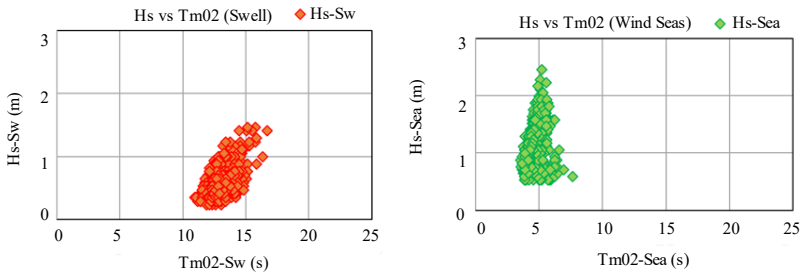 Hs vs Tm02 (Swell) Hs-Sw
3
2
1
0
Hs-Sw (m)
0 5 10 15 20 25
Tm02-Sw (s)
Hs vs Tm02 (Wind Seas) Hs-Sea
3
2
1
0
Hs-Sea (m)
0 5 10 15 20 25
Tm02-Sea (s)